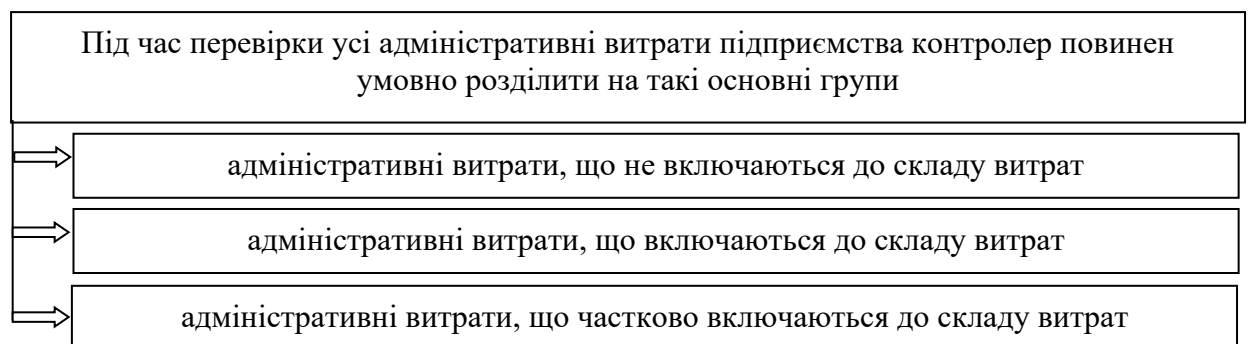 Під час перевірки усі адміністративні витрати підприємства контролер повинен
умовно розділити на такі основні групи
адміністративні витрати, що не включаються до складу витрат
адміністративні витрати, що включаються до складу витрат
адміністративні витрати, що частково включаються до складу витрат